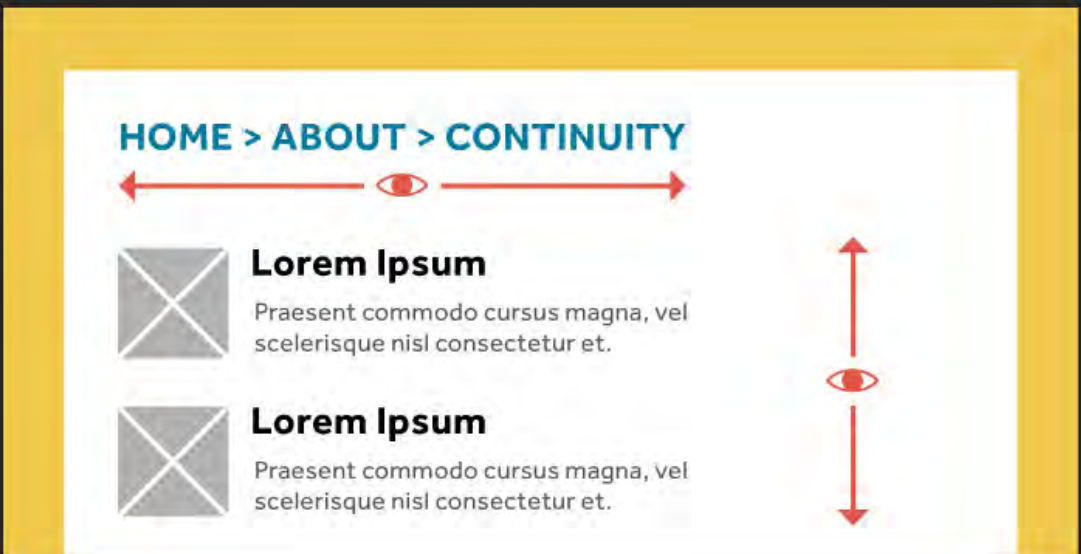 HOME > ABOUT > CONTINUITY
Lorem Ipsum
Praesent commodo cursus magna, vel
scelerisque nisl consectetur et.
Lorem Ipsum
Praesent commodo cursus magna, vel
scelerisque nisl consectetur et.